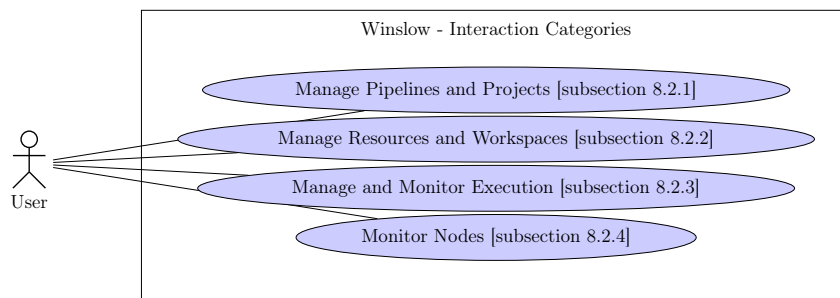 Winslow - Interaction Categories
Manage Pipelines and Projects [subsection 8.2.1]
Manage Resources and Workspaces [subsection 8.2.2]
Manage and Monitor Execution [subsection 8.2.3]
User
Monitor Nodes [subsection 8.2.4]